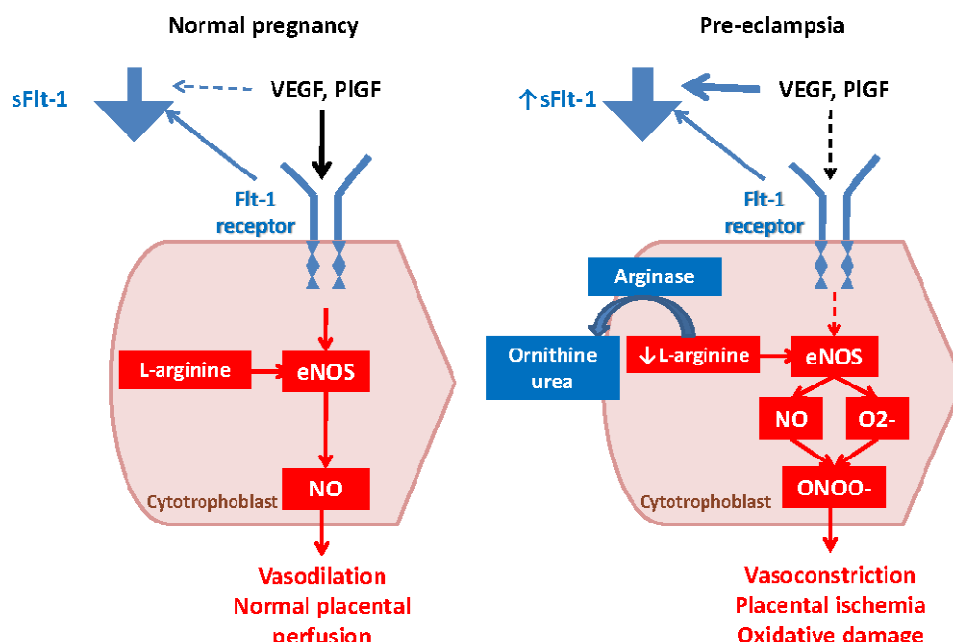 Normal pregnancy
sFlt-1
VEGF, PlGF
Flt-1
receptor
L-arginine
eNOS
NO
Cytotrophoblast
Vasodilation
Normal placental
perfusion
Pre-eclampsia
↑ sFlt-1
VEGF, PlGF
Flt-1
receptor
Arginase
Ornithine
urea
↓ L-arginine
eNOS
NO
O2-
ONOO-
Cytotrophoblast
Vasoconstriction
Placental ischemia
Oxidative damage